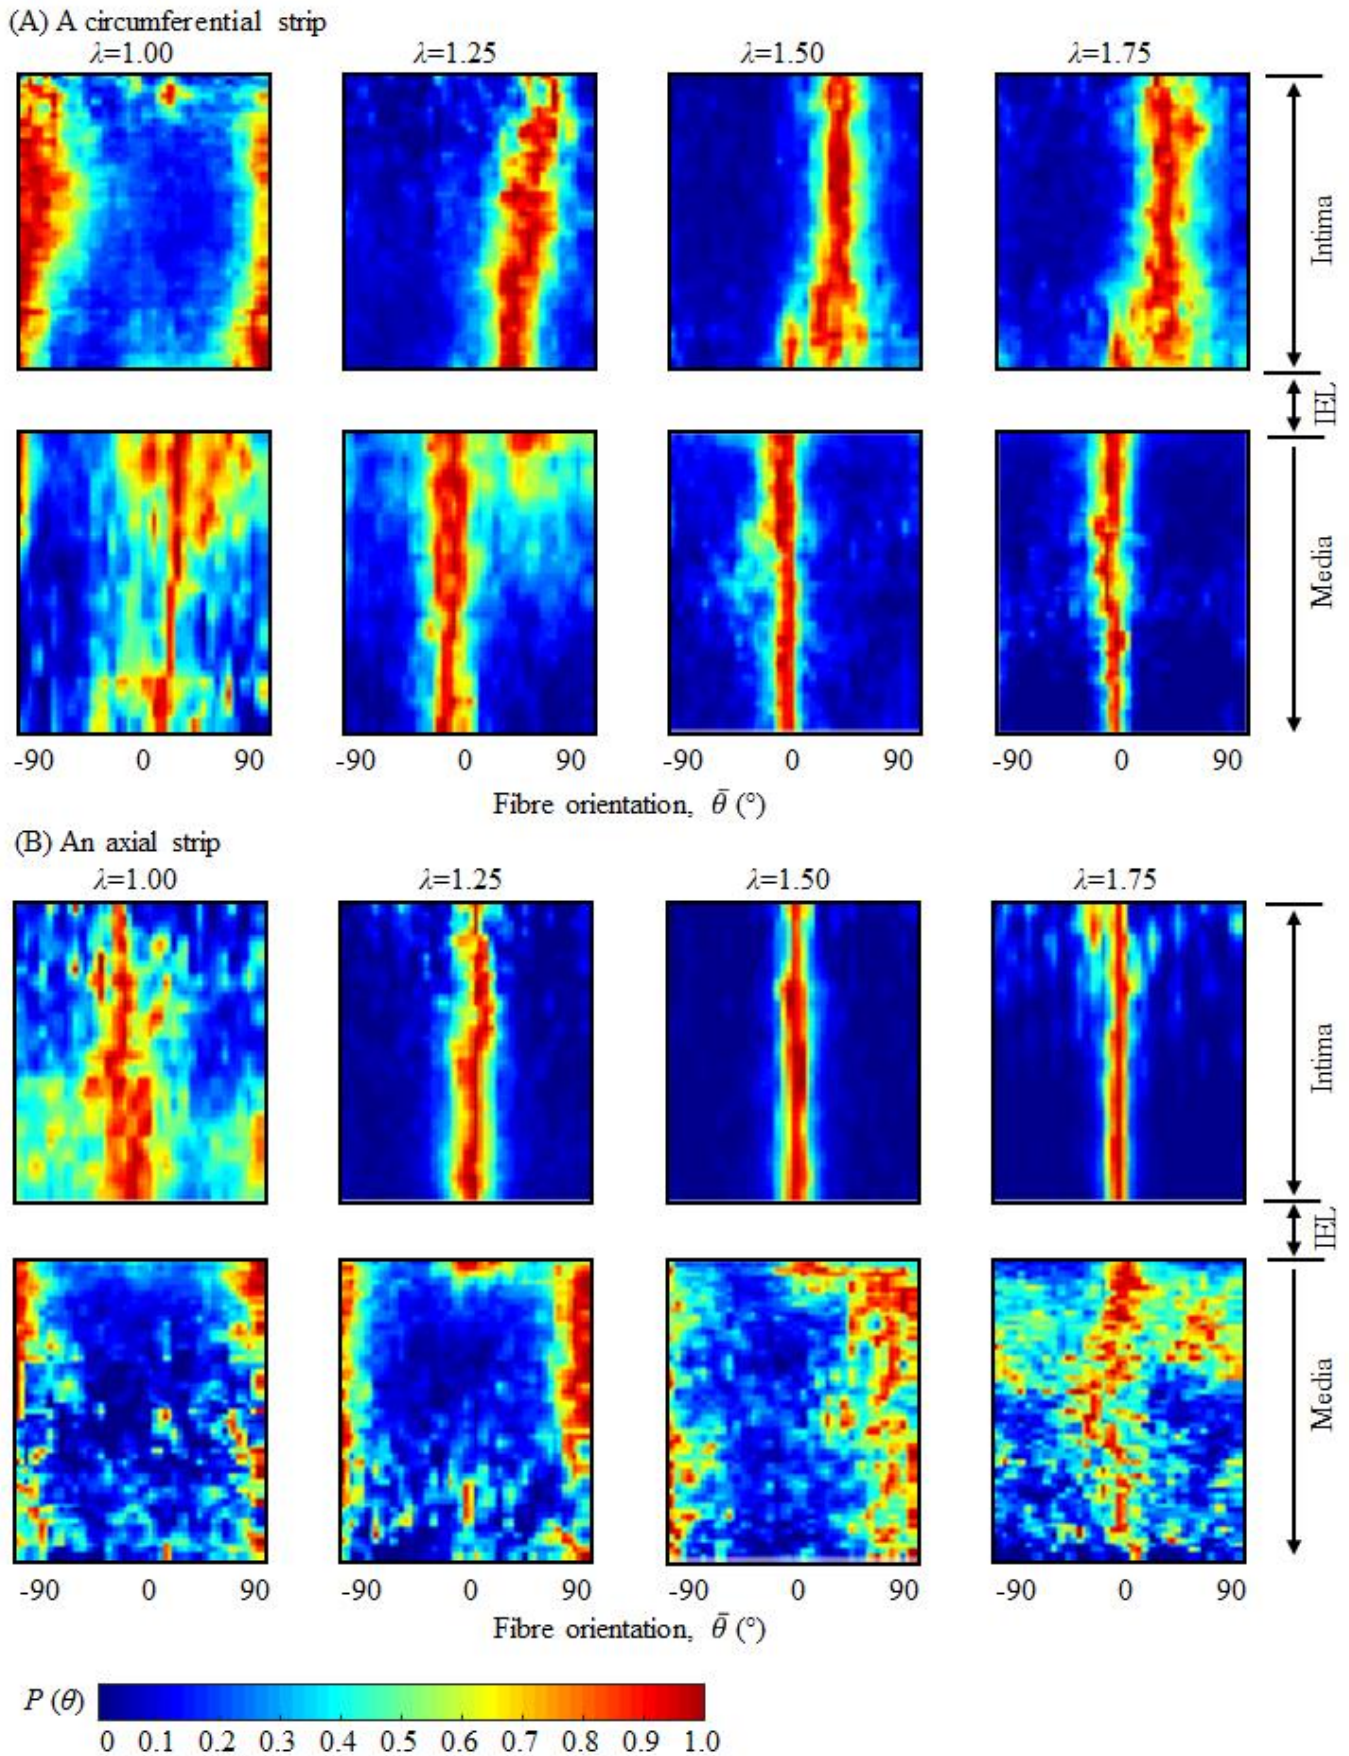 (A) A circumferential strip
λ=1.00 λ=1.25 λ=1.50 λ=1.75
Intima
IEL
Media
-90 0 90 -90 0 90 -90 0 90 -90 0 90
Fibre orientation, θ̄ (°)
(B) An axial strip
λ=1.00 λ=1.25 λ=1.50 λ=1.75
Intima
IEL
Media
-90 0 90 -90 0 90 -90 0 90 -90 0 90
Fibre orientation, θ̄ (°)
P (θ)
0 0.1 0.2 0.3 0.4 0.5 0.6 0.7 0.8 0.9 1.0